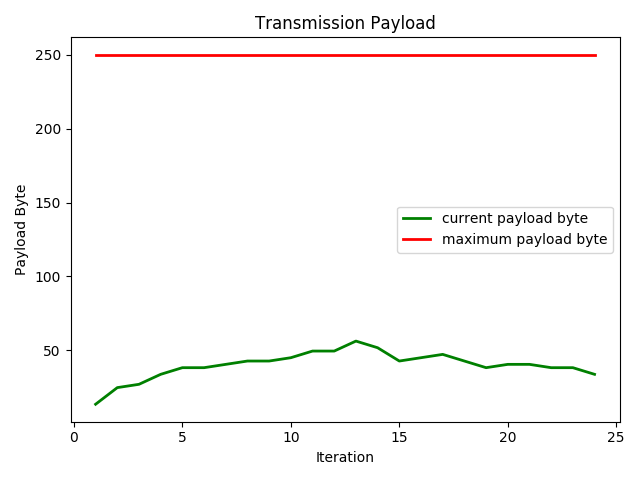 Transmission Payload
250
200
150
100
50
Payload Byte
current payload byte
maximum payload byte
0 5 10 15 20 25
Iteration